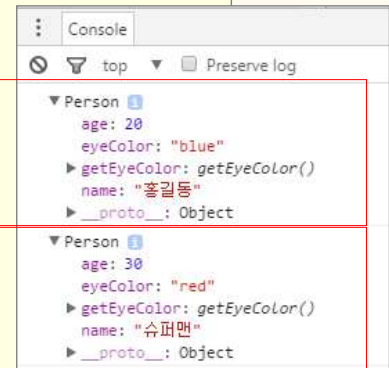 Console
top ▼ Preserve log
▼ Person i
age: 20
eyeColor: "blue"
▶ getEyeColor: getEyeColor()
name: "홍길동"
▶ __proto__: Object
▼ Person i
age: 30
eyeColor: "red"
▶ getEyeColor: getEyeColor()
name: "슈퍼맨"
▶ __proto__: Object